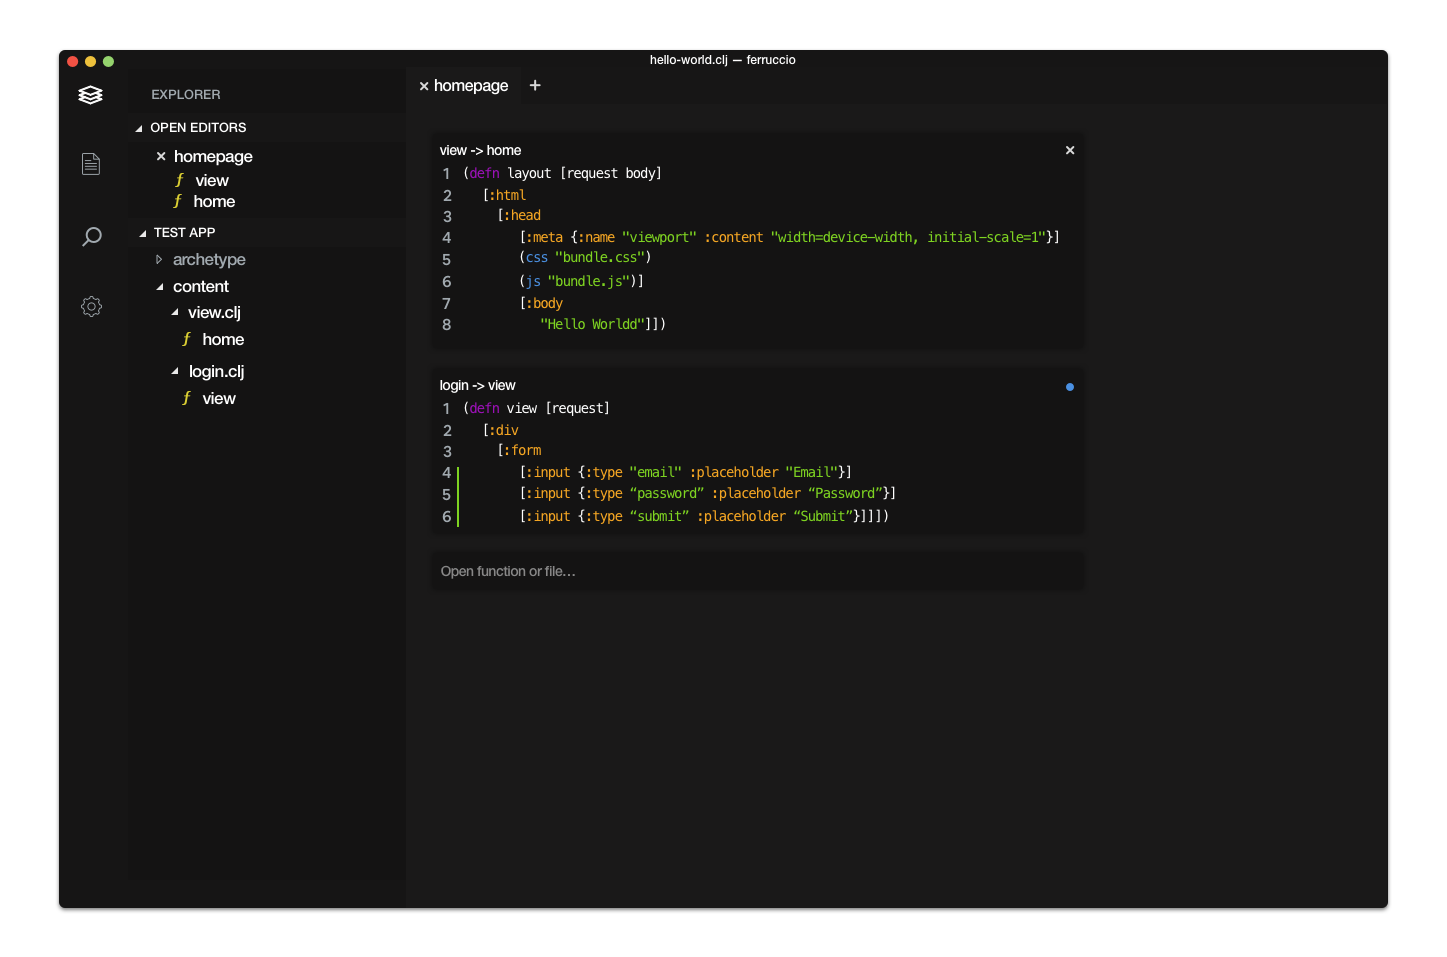 hello-world.clj — ferruccio
EXPLORER
OPEN EDITORS
homepage
ƒ view
ƒ home
TEST APP
archetype
content
view.clj
ƒ home
login.clj
ƒ view
× homepage +
view -> home ×
1 (defn layout [request body]
2 [:html
3 [:head
4 [:meta {:name "viewport" :content "width=device-width, initial-scale=1"}]
5 (css "bundle.css")
6 (js "bundle.js")]
7 [:body
8 "Hello Worldd"]])
login -> view
1 (defn view [request]
2 [:div
3 [:form
4 [:input {:type "email" :placeholder "Email"}]
5 [:input {:type “password” :placeholder “Password”}]
6 [:input {:type “submit” :placeholder “Submit”}]]])
Open function or file…